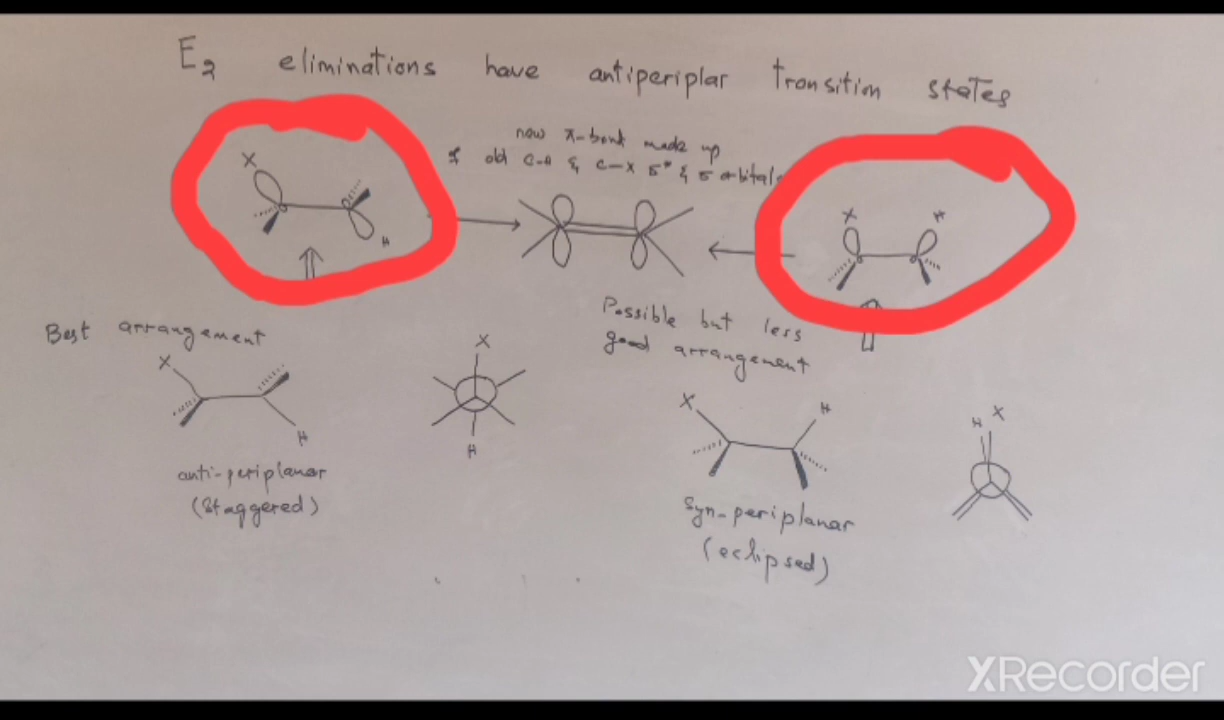 E2 eliminations have antiperiplar transition states
new π-bond made up
of old C-H & C-X σ* & σ orbitals
X
H
X
H
Best arrangement
Possible but less
good arrangement
X
H
X
H
X
H
H
X
anti-periplanar
(Staggered)
Syn-periplanar
(eclipsed)
XRecorder